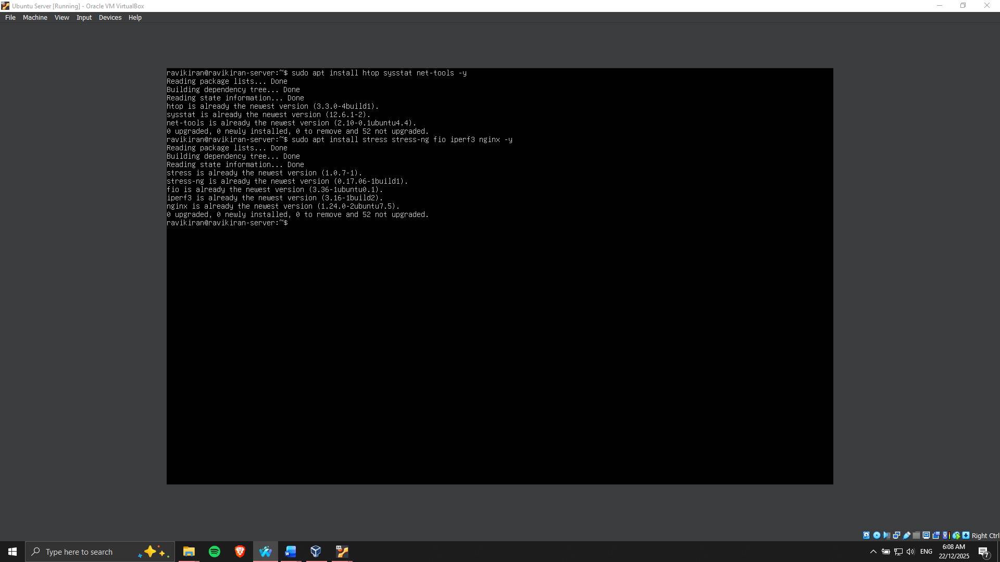 Ubuntu Server [Running] - Oracle VM VirtualBox
File Machine View Input Devices Help
ravikiran@ravikiran-server:~$ sudo apt install htop sysstat net-tools -y
Reading package lists... Done
Building dependency tree... Done
Reading state information... Done
htop is already the newest version (3.3.0-4build1).
sysstat is already the newest version (12.6.1-2).
net-tools is already the newest version (2.10-0.1ubuntu4.4).
0 upgraded, 0 newly installed, 0 to remove and 52 not upgraded.
ravikiran@ravikiran-server:~$ sudo apt install stress stress-ng fio iperf3 nginx -y
Reading package lists... Done
Building dependency tree... Done
Reading state information... Done
stress is already the newest version (1.0.7-1).
stress-ng is already the newest version (0.17.06-1build1).
fio is already the newest version (3.36-1ubuntu0.1).
iperf3 is already the newest version (3.16-1build2).
nginx is already the newest version (1.24.0-2ubuntu7.5).
0 upgraded, 0 newly installed, 0 to remove and 52 not upgraded.
ravikiran@ravikiran-server:~$
Right Ctrl
Type here to search
ENG
6:08 AM
22/12/2025
7